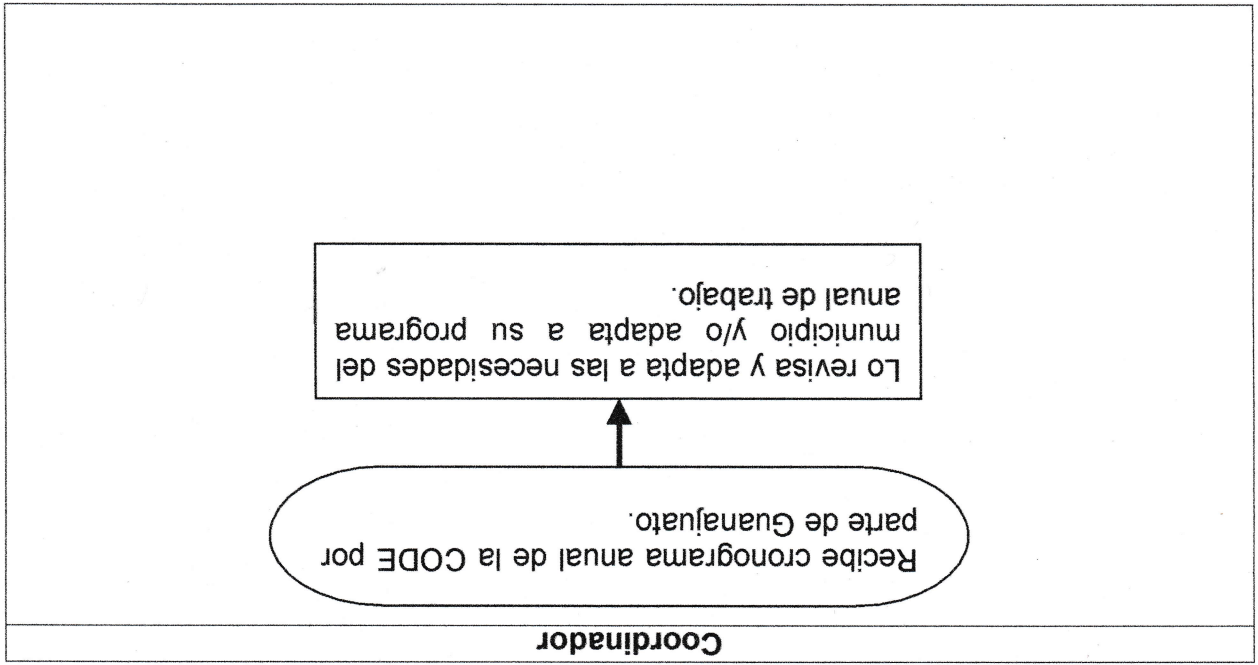 Coordinador
Recibe cronograma anual de la CODE por
parte de Guanajuato.
Lo revisa y adapta a las necesidades del
municipio y/o adapta a su programa
anual de trabajo.